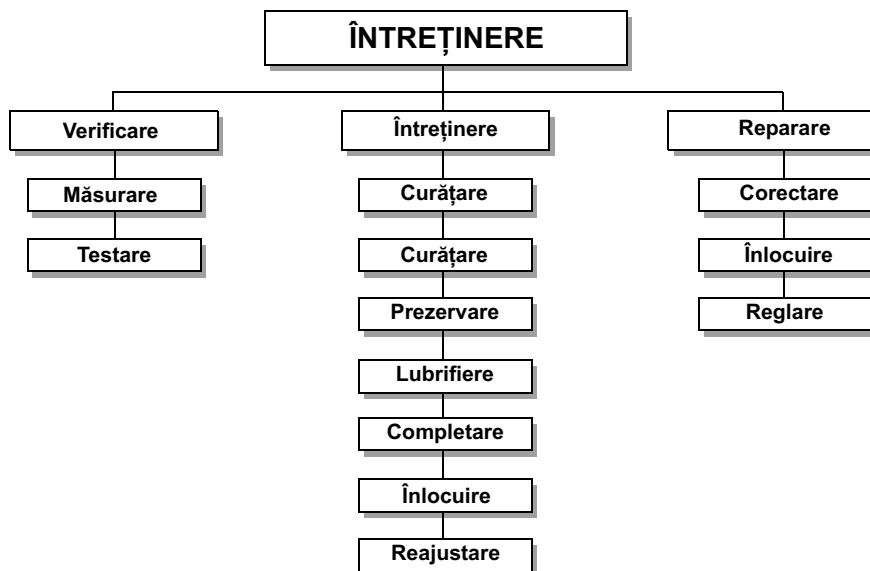 ÎNTREȚINERE
Verificare
Măsurare
Testare
Întreținere
Curățare
Curățare
Prezervare
Lubrifiere
Completare
Înlocuire
Reajustare
Reparare
Corectare
Înlocuire
Reglare